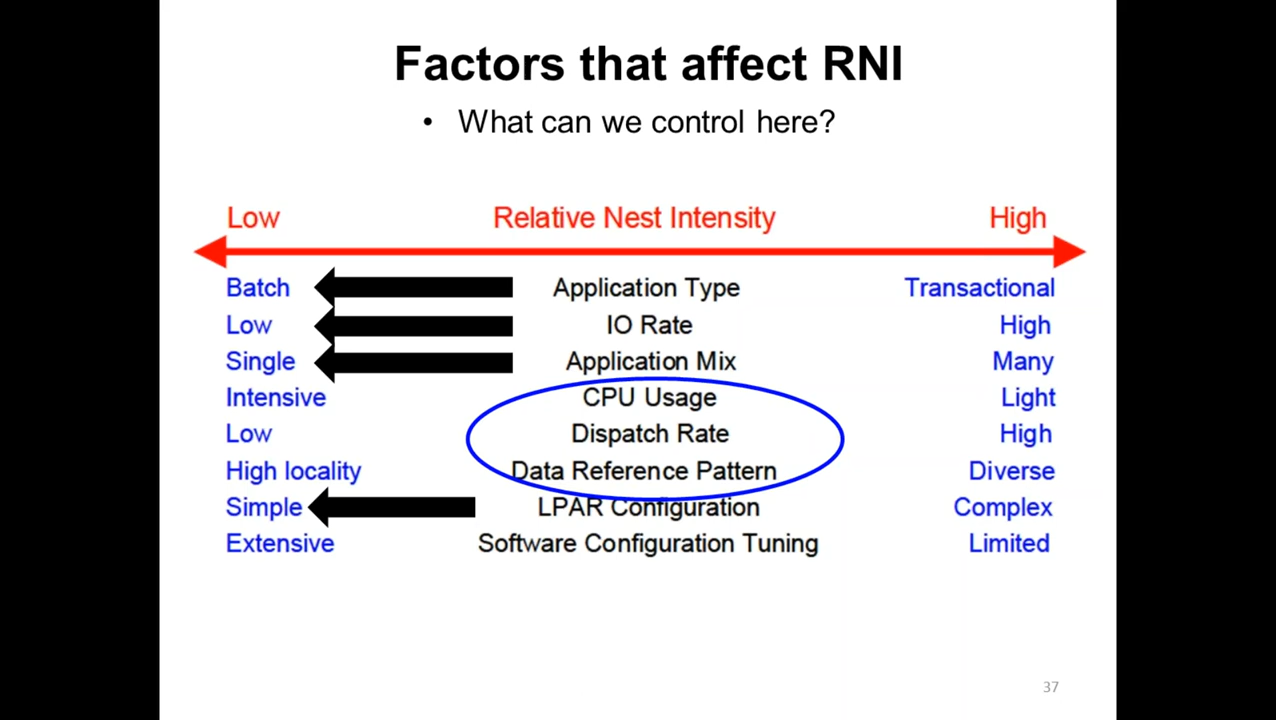 Factors that affect RNI
• What can we control here?
Low Relative Nest Intensity High
Batch Application Type Transactional
Low IO Rate High
Single Application Mix Many
Intensive CPU Usage Light
Low Dispatch Rate High
High locality Data Reference Pattern Diverse
Simple LPAR Configuration Complex
Extensive Software Configuration Tuning Limited
37